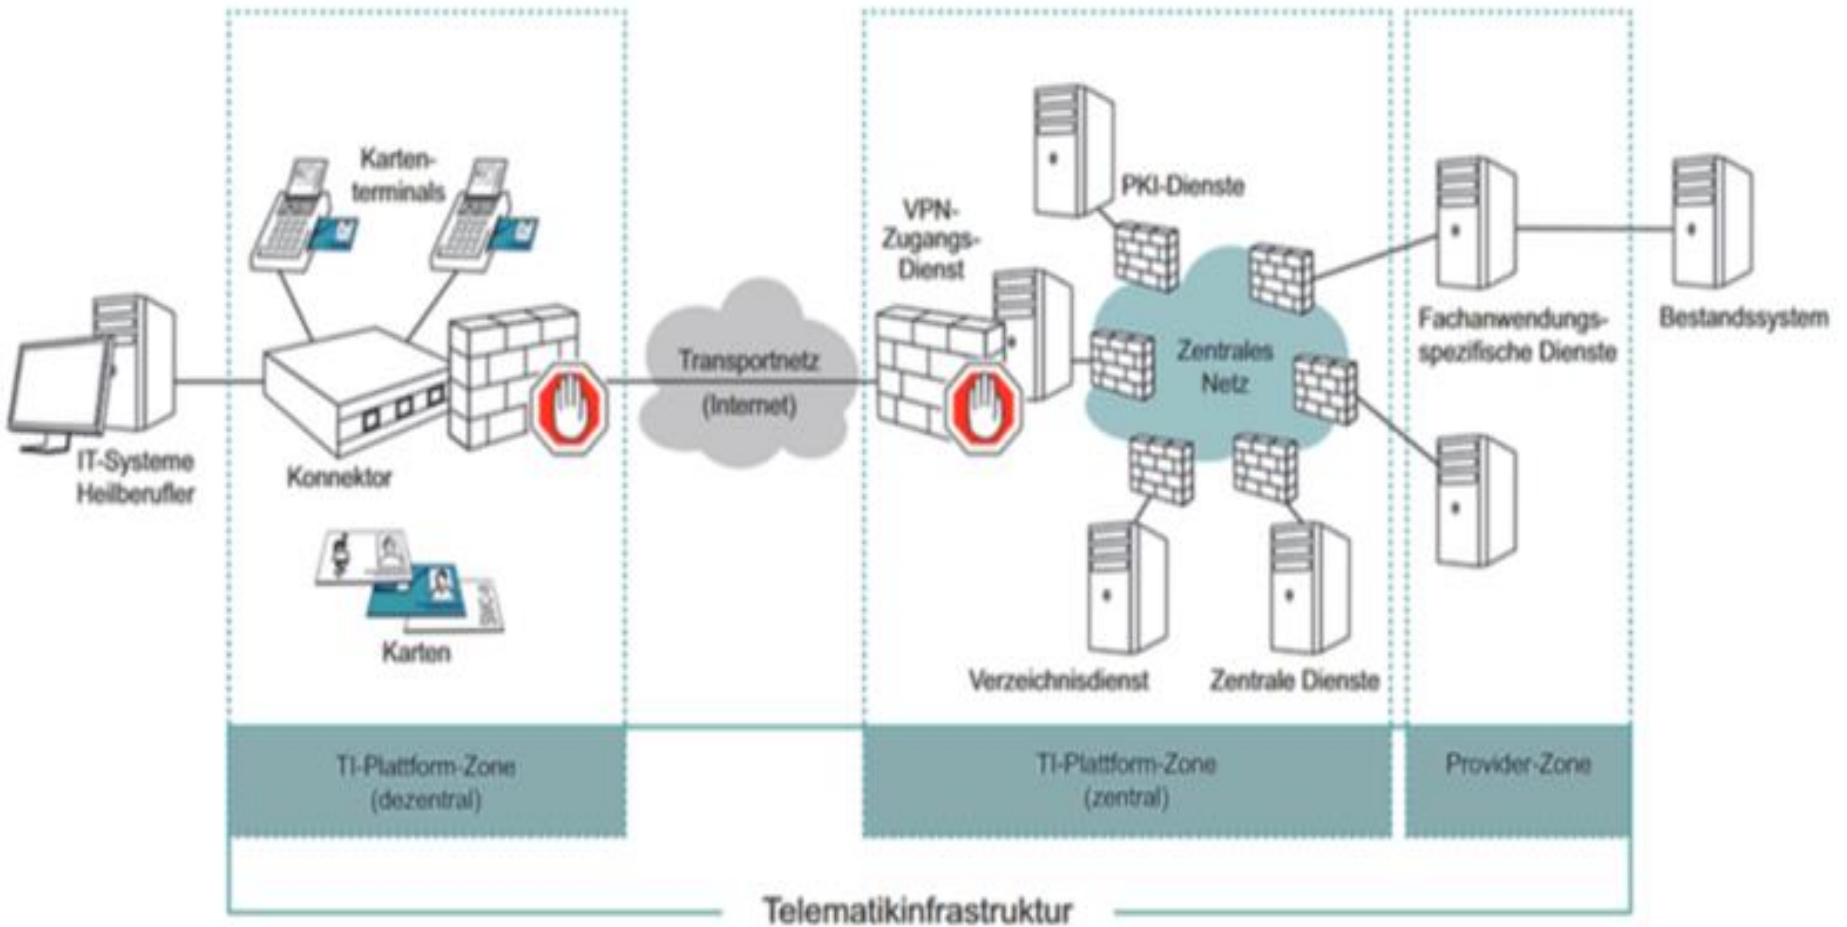 Karten-
terminals
IT-Systeme
Heilberufler
Konnektor
Karten
Transportnetz
(Internet)
VPN-
Zugangs-
Dienst
PKI-Dienste
Zentrales
Netz
Verzeichnisdienst
Zentrale Dienste
Fachanwendungs-
spezifische Dienste
Bestandssystem
TI-Plattform-Zone
(dezentral)
TI-Plattform-Zone
(zentral)
Provider-Zone
Telematikinfrastruktur